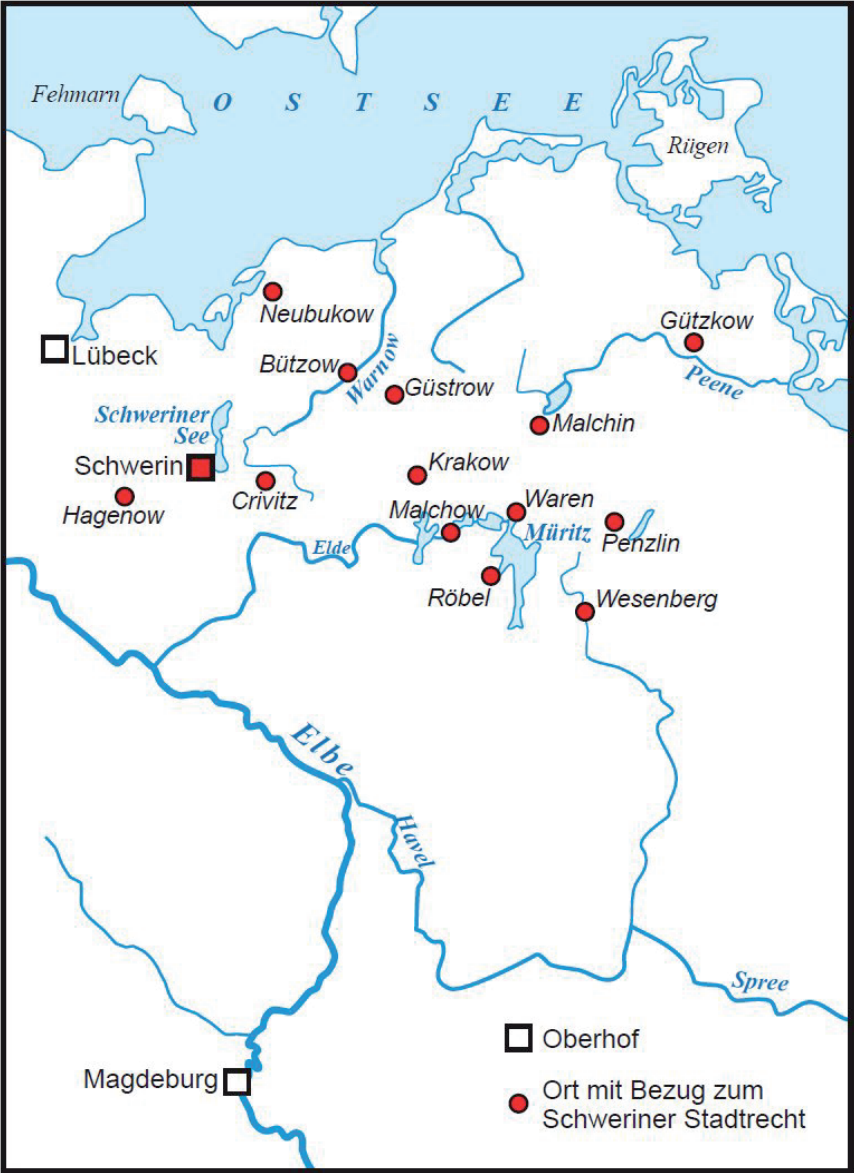 Fehmarn
O S T S E E
Rügen
Neubukow
Gützkow
Lübeck
Bützow
Warnow
Güstrow
Peene
Schweriner
See
Malchin
Schwerin
Krakow
Crivitz
Hagenow
Malchow
Waren
Müritz
Penzlin
Elde
Röbel
Wesenberg
Elbe
Havel
Spree
Oberhof
Magdeburg
Ort mit Bezug zum
Schweriner Stadtrecht